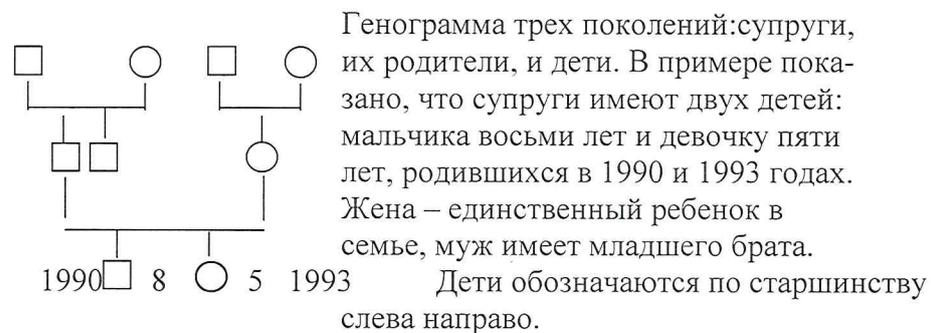 Генограмма трех поколений:супруги,
их родители, и дети. В примере пока-
зано, что супруги имеют двух детей:
мальчика восьми лет и девочку пяти
лет, родившихся в 1990 и 1993 годах.
Жена – единственный ребенок в
семье, муж имеет младшего брата.
1990 8 5 1993 Дети обозначаются по старшинству
слева направо.